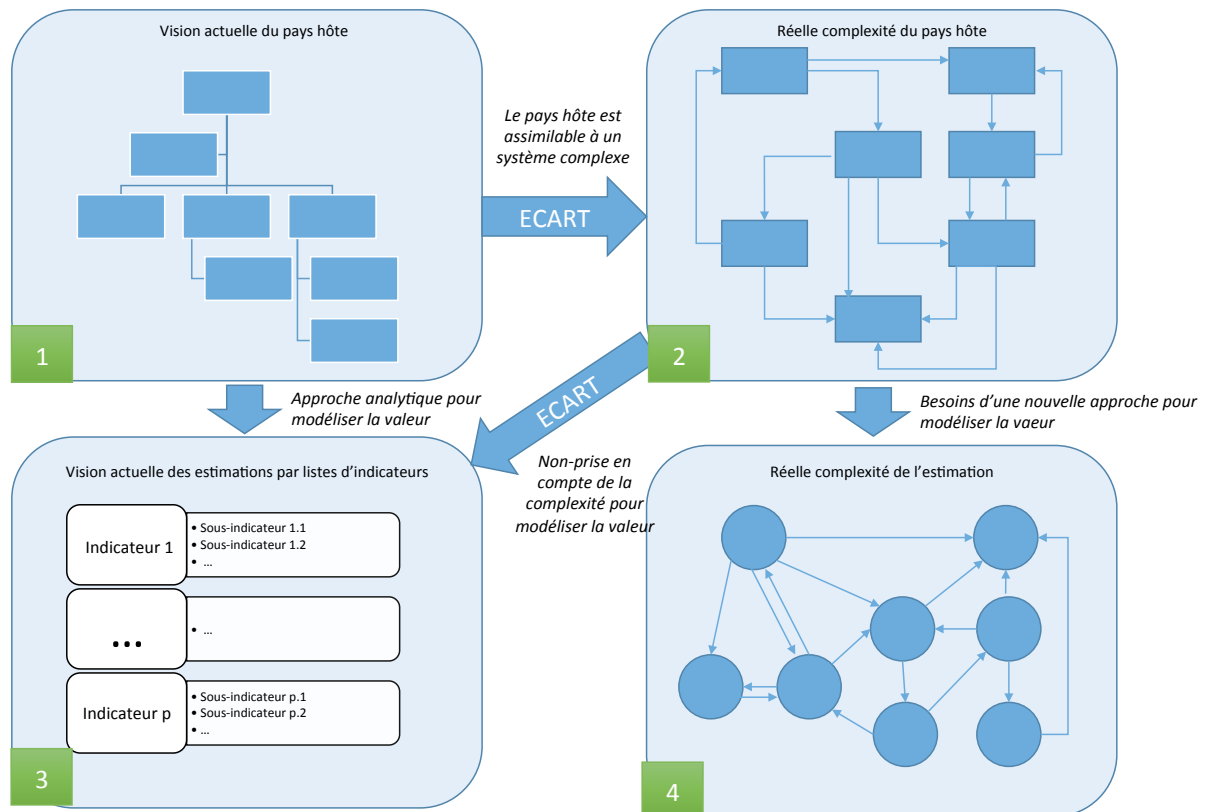 Vision actuelle du pays hôte
1
Le pays hôte est
assimilable à un
système complexe
ECART
Réelle complexité du pays hôte
2
Approche analytique pour
modéliser la valeur
ECART
Non-prise en
compte de la
complexité pour
modéliser la valeur
Besoins d’une nouvelle approche pour
modéliser la vaeur
Vision actuelle des estimations par listes d’indicateurs
Indicateur 1
• Sous-indicateur 1.1
• Sous-indicateur 1.2
• ...
...
• ...
Indicateur p
• Sous-indicateur p.1
• Sous-indicateur p.2
• ...
3
Réelle complexité de l’estimation
4